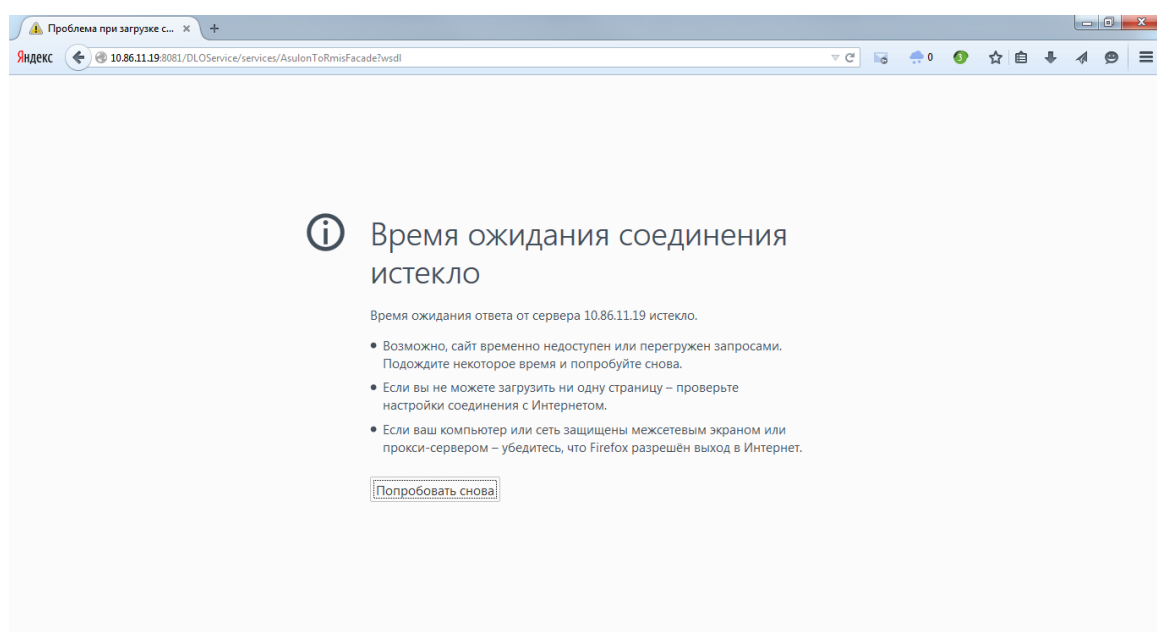 Проблема при загрузке с...
Яндекс
10.86.11.19:8081/DLOService/services/AsulonToRmisFacade?wsdl
0
3
Время ожидания соединения
истекло
Время ожидания ответа от сервера 10.86.11.19 истекло.
Возможно, сайт временно недоступен или перегружен запросами.
Подождите некоторое время и попробуйте снова.
Если вы не можете загрузить ни одну страницу – проверьте
настройки соединения с Интернетом.
Если ваш компьютер или сеть защищены межсетевым экраном или
прокси-сервером – убедитесь, что Firefox разрешён выход в Интернет.
Попробовать снова